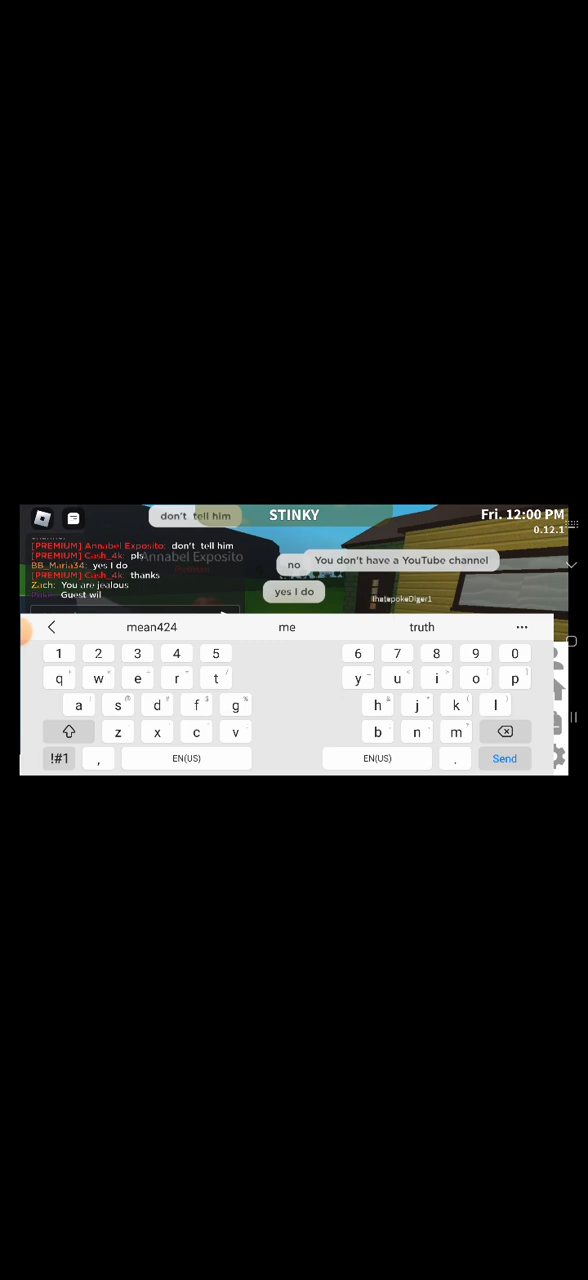 don't tell him
STINKY
Fri. 12:00 PM
0.12.1
[PREMIUM] Annabel Exposito: don't tell him
[PREMIUM] Cash_4k: pls
BB_Maria34: yes I do
[PREMIUM] Cash_4k: thanks
Zach: You are jealous
Guest wil
Annabel Exposito
no
You don't have a YouTube channel
yes I do
IhatepokeDiger1
mean424 me truth ...
1 2 3 4 5 6 7 8 9 0
q w e r t y u i o p
a s d f g h j k l
z x c v b n m
!#1 , EN(US) EN(US) . Send